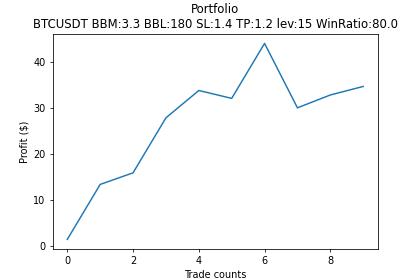 Portfolio
BTCUSDT BBM:3.3 BBL:180 SL:1.4 TP:1.2 lev:15 WinRatio:80.0
40
30
20
10
0
Profit ($)
0 2 4 6 8
Trade counts